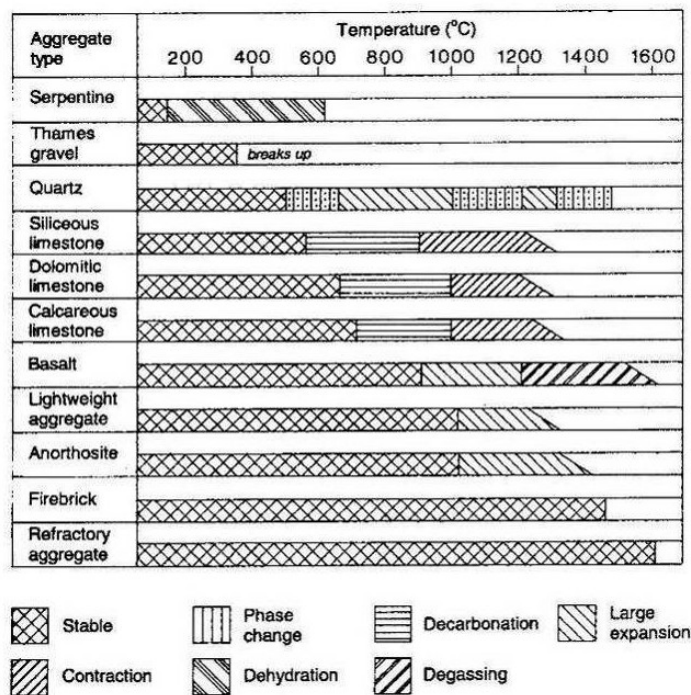 Aggregate
type
Temperature (°C)
200 400 600 800 1000 1200 1400 1600
Serpentine
Thames
gravel
breaks up
Quartz
Siliceous
limestone
Dolomitic
limestone
Calcareous
limestone
Basalt
Lightweight
aggregate
Anorthosite
Firebrick
Refractory
aggregate
Stable
Phase
change
Decarbonation
Large
expansion
Contraction
Dehydration
Degassing